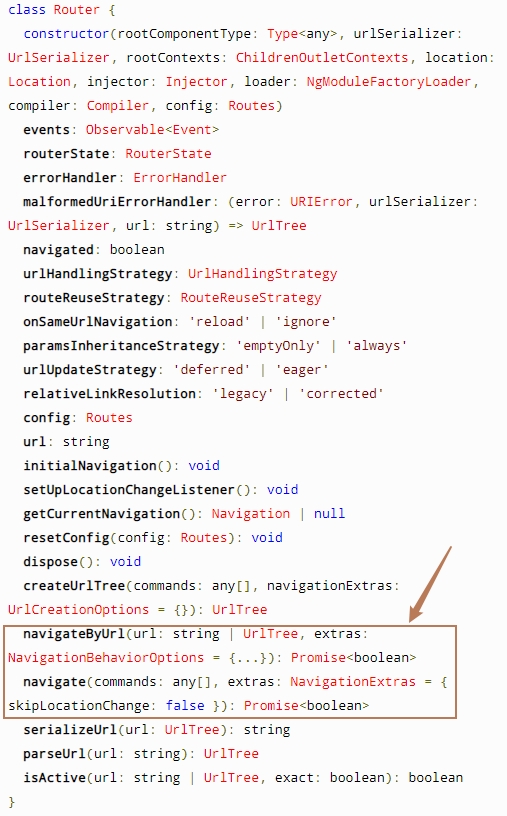 class Router {
constructor(rootComponentType: Type<any>, urlSerializer:
UrlSerializer, rootContexts: ChildrenOutletContexts, location:
Location, injector: Injector, loader: NgModuleFactoryLoader,
compiler: Compiler, config: Routes)
events: Observable<Event>
routerState: RouterState
errorHandler: ErrorHandler
malformedUriErrorHandler: (error: URIError, urlSerializer:
UrlSerializer, url: string) => UrlTree
navigated: boolean
urlHandlingStrategy: UrlHandlingStrategy
routeReuseStrategy: RouteReuseStrategy
onSameUrlNavigation: 'reload' | 'ignore'
paramsInheritanceStrategy: 'emptyOnly' | 'always'
urlUpdateStrategy: 'deferred' | 'eager'
relativeLinkResolution: 'legacy' | 'corrected'
config: Routes
url: string
initialNavigation(): void
setUpLocationChangeListener(): void
getCurrentNavigation(): Navigation | null
resetConfig(config: Routes): void
dispose(): void
createUrlTree(commands: any[], navigationExtras:
UrlCreationOptions = {}): UrlTree
navigateByUrl(url: string | UrlTree, extras:
NavigationBehaviorOptions = {...}): Promise<boolean>
navigate(commands: any[], extras: NavigationExtras = {
skipLocationChange: false }): Promise<boolean>
serializeUrl(url: UrlTree): string
parseUrl(url: string): UrlTree
isActive(url: string | UrlTree, exact: boolean): boolean
}